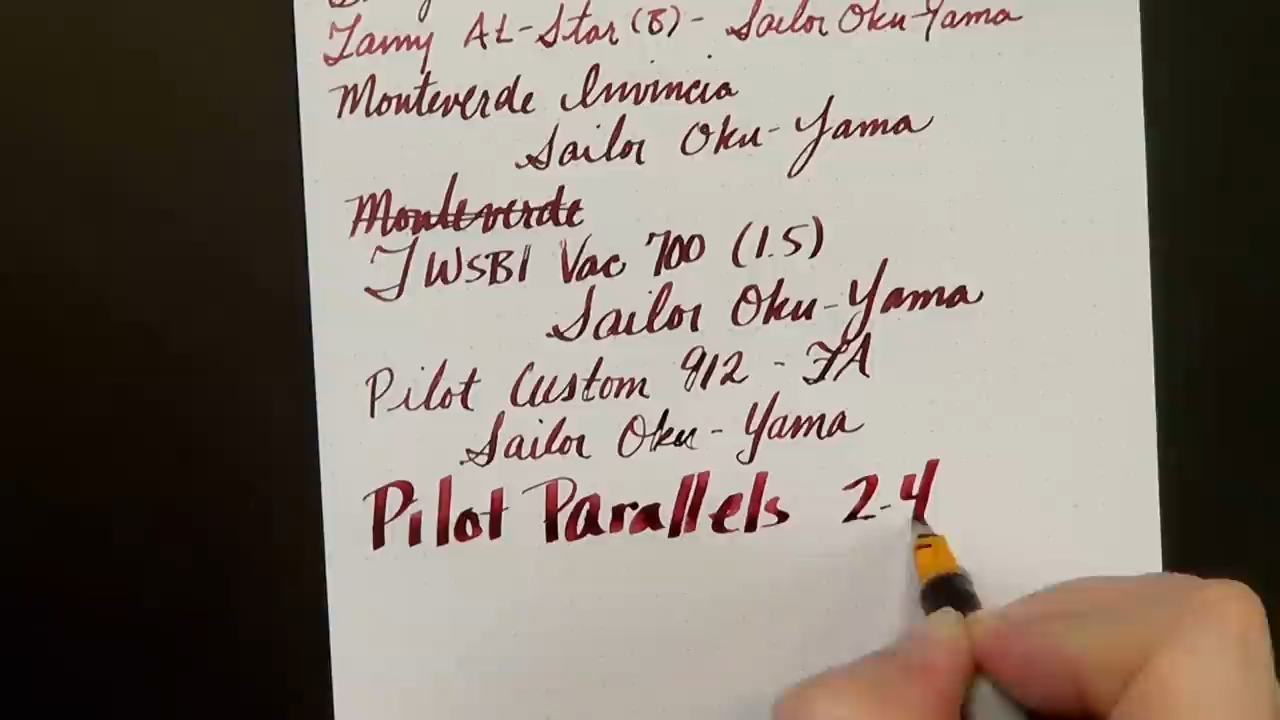 Lamy AL-Star (B) - Sailor Oku-Yama
Monteverde Invincia
Sailor Oku-Yama
Monteverde
TWSBI Vac 700 (1.5)
Sailor Oku-Yama
Pilot Custom 912 - FA
Sailor Oku-Yama
Pilot Parallels 2.4